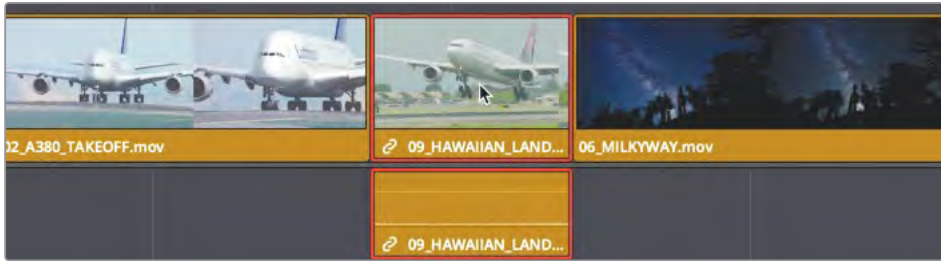 02_A380_TAKEOFF.mov
09_HAWAIIAN_LAND...
06_MILKYWAY.mov
09_HAWAIIAN_LAND...